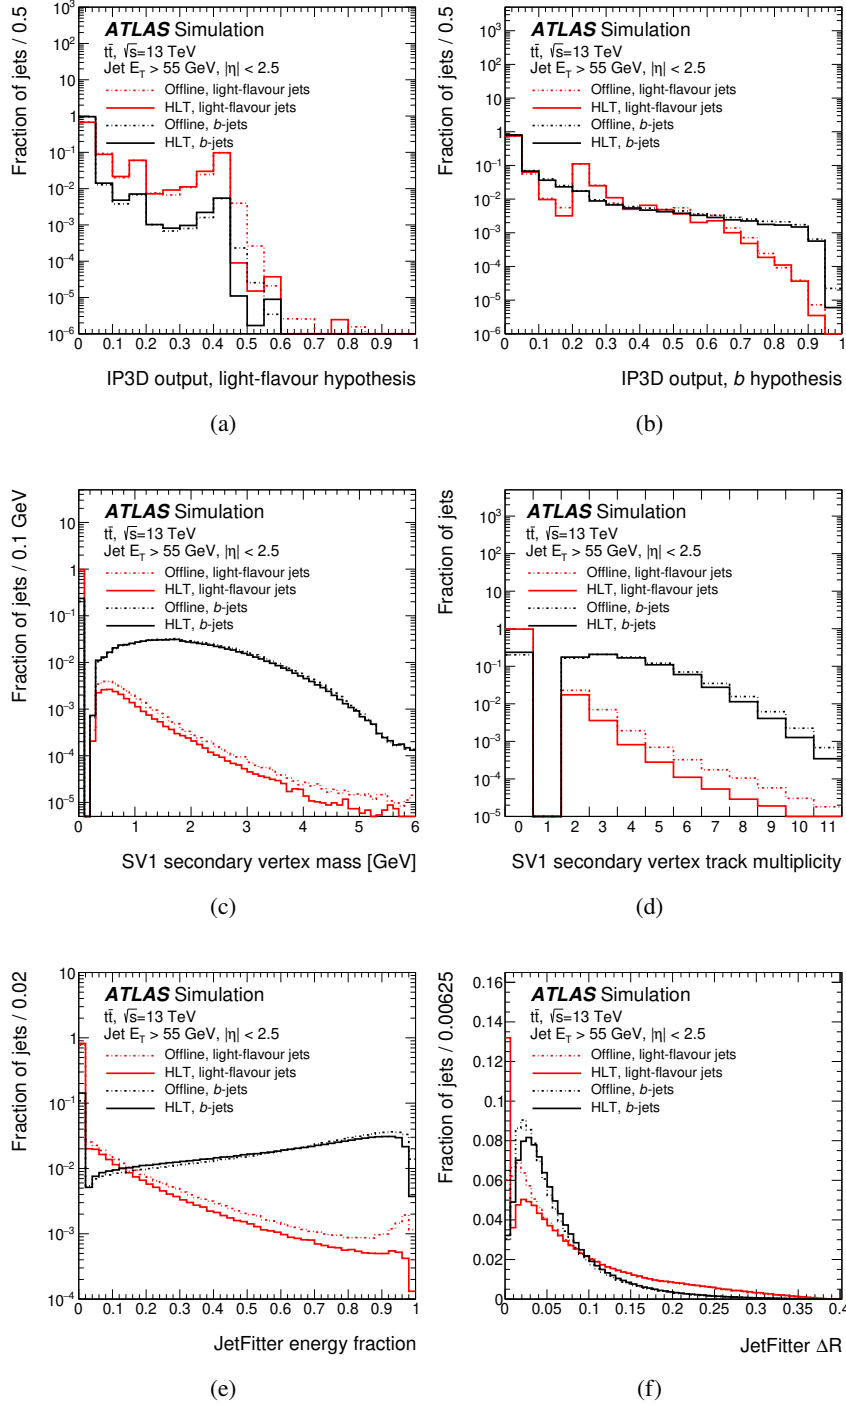 Fraction of jets / 0.5
10³
10²
10
1
10⁻¹
10⁻²
10⁻³
10⁻⁴
10⁻⁵
10⁻⁶
ATLAS Simulation
tt̄, √s=13 TeV
Jet E_T > 55 GeV, |η| < 2.5
Offline, light-flavour jets
HLT, light-flavour jets
Offline, b-jets
HLT, b-jets
0 0.1 0.2 0.3 0.4 0.5 0.6 0.7 0.8 0.9 1
IP3D output, light-flavour hypothesis
(a)
Fraction of jets / 0.5
10³
10²
10
1
10⁻¹
10⁻²
10⁻³
10⁻⁴
10⁻⁵
10⁻⁶
ATLAS Simulation
tt̄, √s=13 TeV
Jet E_T > 55 GeV, |η| < 2.5
Offline, light-flavour jets
HLT, light-flavour jets
Offline, b-jets
HLT, b-jets
0 0.1 0.2 0.3 0.4 0.5 0.6 0.7 0.8 0.9 1
IP3D output, b hypothesis
(b)
Fraction of jets / 0.1 GeV
10
1
10⁻¹
10⁻²
10⁻³
10⁻⁴
10⁻⁵
ATLAS Simulation
tt̄, √s=13 TeV
Jet E_T > 55 GeV, |η| < 2.5
Offline, light-flavour jets
HLT, light-flavour jets
Offline, b-jets
HLT, b-jets
0 1 2 3 4 5 6
SV1 secondary vertex mass [GeV]
(c)
Fraction of jets
10³
10²
10
1
10⁻¹
10⁻²
10⁻³
10⁻⁴
10⁻⁵
ATLAS Simulation
tt̄, √s=13 TeV
Jet E_T > 55 GeV, |η| < 2.5
Offline, light-flavour jets
HLT, light-flavour jets
Offline, b-jets
HLT, b-jets
0 1 2 3 4 5 6 7 8 9 10 11
SV1 secondary vertex track multiplicity
(d)
Fraction of jets / 0.02
10
1
10⁻¹
10⁻²
10⁻³
10⁻⁴
ATLAS Simulation
tt̄, √s=13 TeV
Jet E_T > 55 GeV, |η| < 2.5
Offline, light-flavour jets
HLT, light-flavour jets
Offline, b-jets
HLT, b-jets
0 0.1 0.2 0.3 0.4 0.5 0.6 0.7 0.8 0.9 1
JetFitter energy fraction
(e)
Fraction of jets / 0.00625
0.16
0.14
0.12
0.1
0.08
0.06
0.04
0.02
0
ATLAS Simulation
tt̄, √s=13 TeV
Jet E_T > 55 GeV, |η| < 2.5
Offline, light-flavour jets
HLT, light-flavour jets
Offline, b-jets
HLT, b-jets
0 0.05 0.1 0.15 0.2 0.25 0.3 0.35 0.4
JetFitter ΔR
(f)